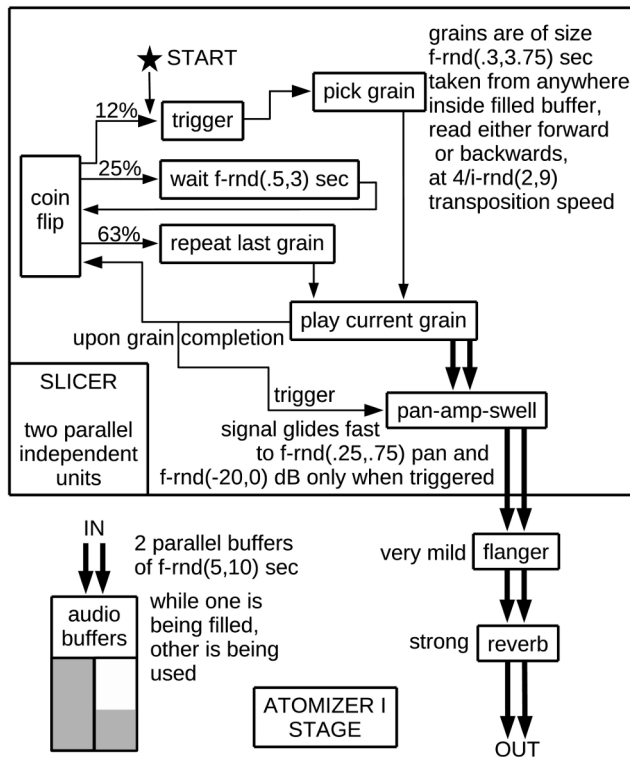 START
12%
trigger
pick grain
grains are of size
f-rnd(.3,3.75) sec
taken from anywhere
inside filled buffer,
read either forward
or backwards,
at 4/i-rnd(2,9)
transposition speed
coin
flip
25%
wait f-rnd(.5,3) sec
63%
repeat last grain
play current grain
upon grain completion
trigger
pan-amp-swell
signal glides fast
to f-rnd(.25,.75) pan and
f-rnd(-20,0) dB only when triggered
SLICER
two parallel
independent
units
IN
2 parallel buffers
of f-rnd(5,10) sec
audio
buffers
while one is
being filled,
other is being
used
very mild
flanger
strong
reverb
ATOMIZER I
STAGE
OUT